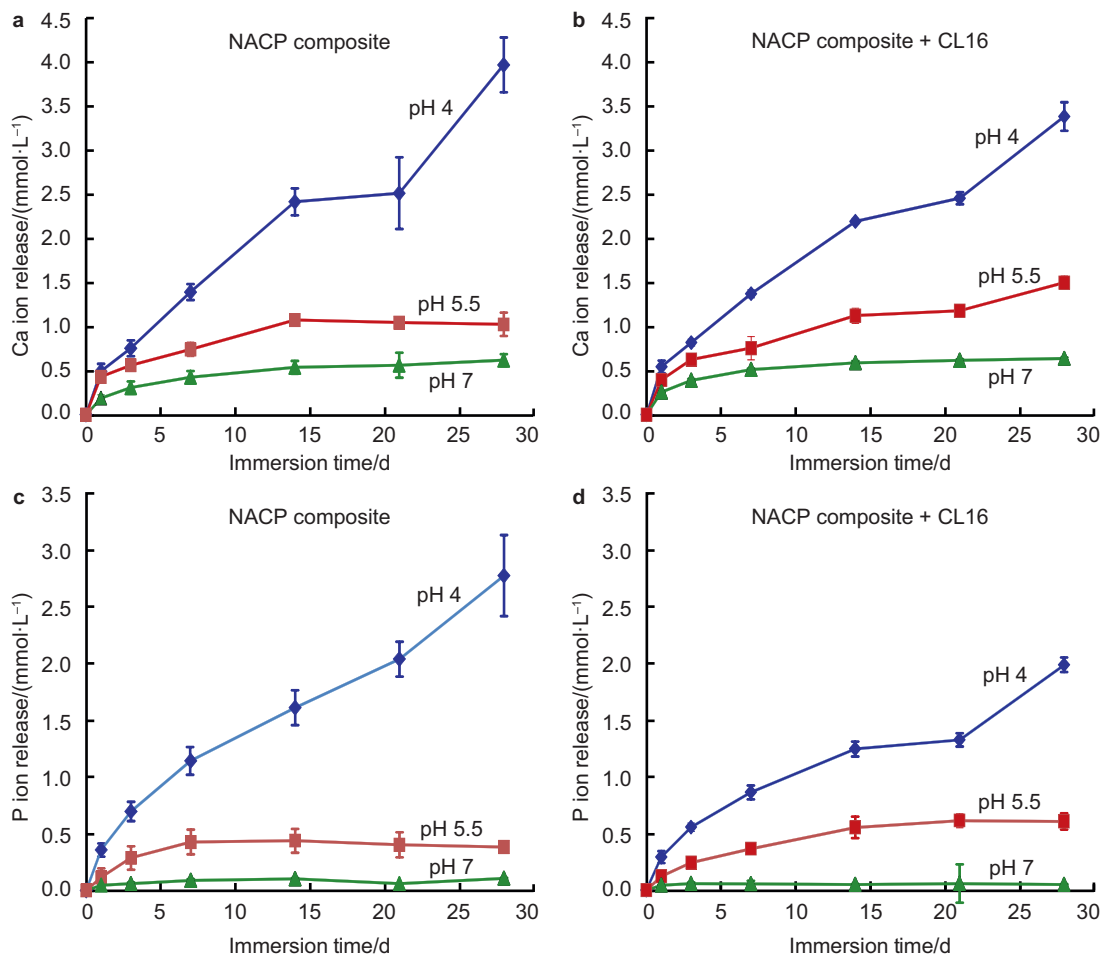 a
NACP composite
Ca ion release/(mmol·L⁻¹)
4.5
4.0
3.5
3.0
2.5
2.0
1.5
1.0
0.5
0.0
pH 4
pH 5.5
pH 7
0 5 10 15 20 25 30
Immersion time/d
b
NACP composite + CL16
Ca ion release/(mmol·L⁻¹)
4.5
4.0
3.5
3.0
2.5
2.0
1.5
1.0
0.5
0.0
pH 4
pH 5.5
pH 7
0 5 10 15 20 25 30
Immersion time/d
c
NACP composite
P ion release/(mmol·L⁻¹)
3.5
3.0
2.5
2.0
1.5
1.0
0.5
0.0
pH 4
pH 5.5
pH 7
0 5 10 15 20 25 30
Immersion time/d
d
NACP composite + CL16
P ion release/(mmol·L⁻¹)
3.5
3.0
2.5
2.0
1.5
1.0
0.5
0.0
pH 4
pH 5.5
pH 7
0 5 10 15 20 25 30
Immersion time/d